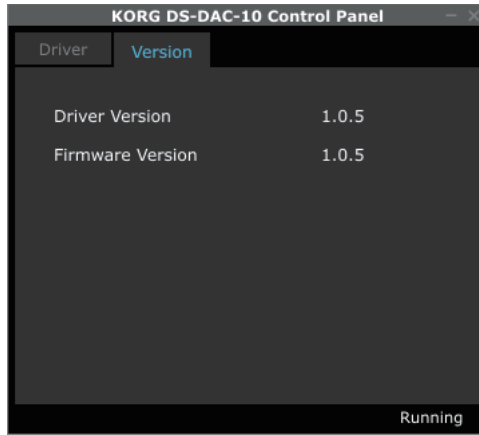 KORG DS-DAC-10 Control Panel
Driver Version
Driver Version 1.0.5
Firmware Version 1.0.5
Running